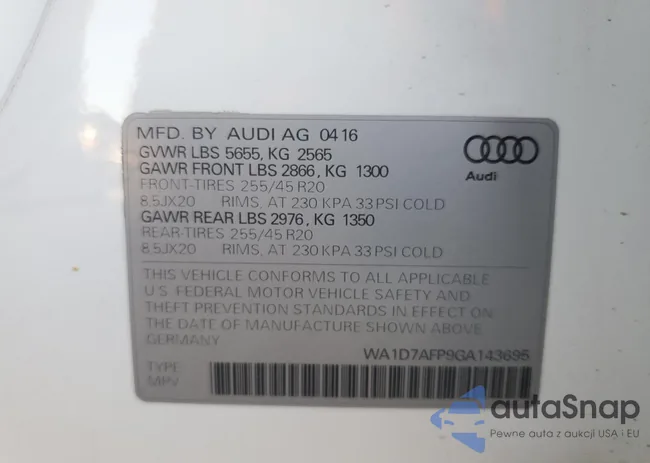 MFD. BY AUDI AG 04 16
GVWR LBS 5655, KG 2565
GAWR FRONT LBS 2866, KG 1300
FRONT-TIRES 255/45 R20
8.5JX20 RIMS, AT 230 KPA 33 PSI COLD
GAWR REAR LBS 2976, KG 1350
REAR-TIRES 255/45 R20
8.5JX20 RIMS, AT 230 KPA 33 PSI COLD
Audi
THIS VEHICLE CONFORMS TO ALL APPLICABLE
U.S. FEDERAL MOTOR VEHICLE SAFETY AND
THEFT PREVENTION STANDARDS IN EFFECT ON
THE DATE OF MANUFACTURE SHOWN ABOVE.
GERMANY
WA1D7AFP9GA143695
TYPE
MPV
autaSnap
Pewne auta z aukcji USA i EU